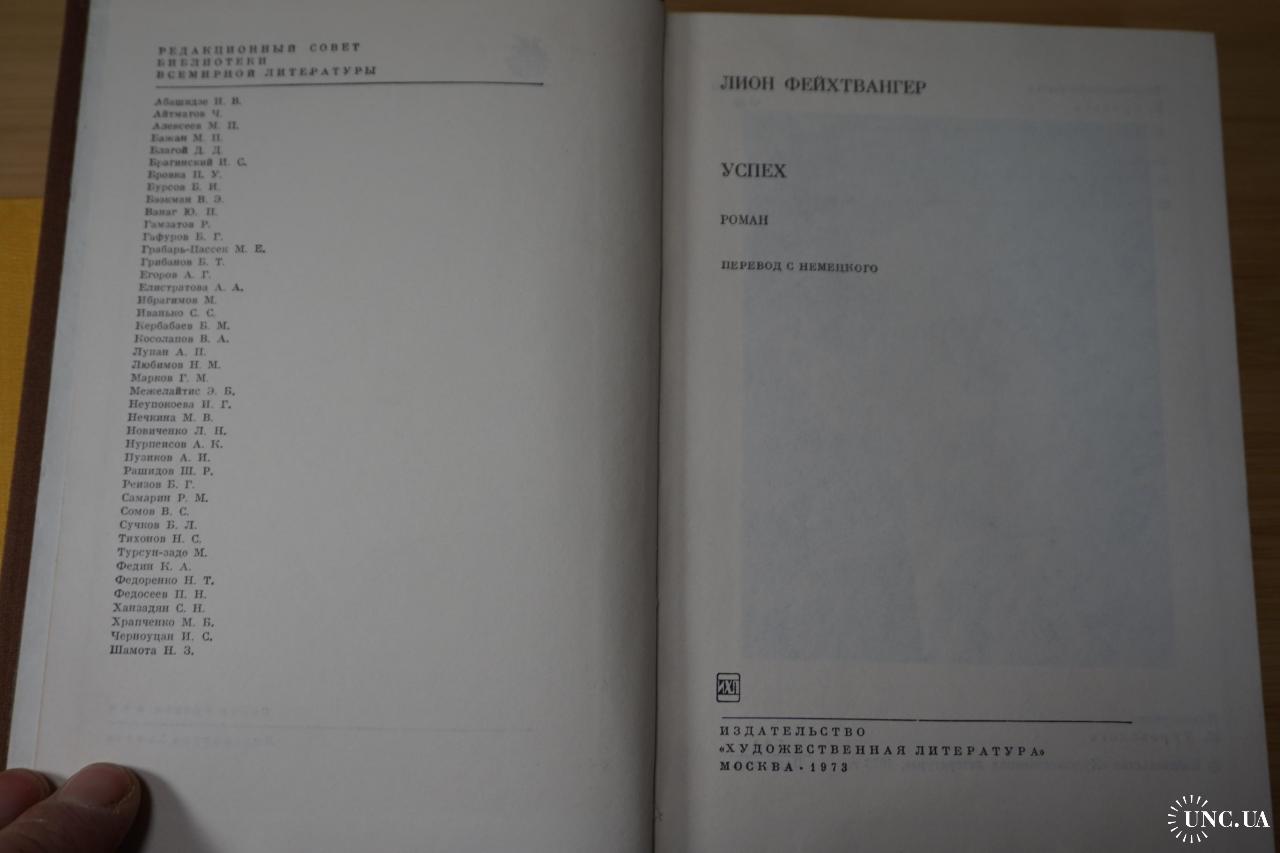 РЕДАКЦИОННЫЙ СОВЕТ
БИБЛИОТЕКИ
ВСЕМИРНОЙ ЛИТЕРАТУРЫ
Абашидзе И. В.
Айтматов Ч.
Алексеев М. П.
Бажан М. П.
Благой Д. Д.
Брагинский И. С.
Бровка П. У.
Бурсов Б. И.
Бээкман В. Э.
Ванаг Ю. П.
Гамзатов Р.
Гафуров Б. Г.
Грабарь-Пассек М. Е.
Грибанов Б. Т.
Егоров А. Г.
Елистратова А. А.
Ибрагимов М.
Иванько С. С.
Кербабаев Б. М.
Косолапов В. А.
Лупан А. П.
Любимов Н. М.
Марков Г. М.
Межелайтис Э. Б.
Неупокоева И. Г.
Нечкина М. В.
Новиченко Л. Н.
Нурпеисов А. К.
Пузиков А. И.
Рашидов Ш. Р.
Реизов Б. Г.
Самарин Р. М.
Сомов В. С.
Сучков Б. Л.
Тихонов Н. С.
Турсун-заде М.
Федин К. А.
Федоренко Н. Т.
Федосеев П. Н.
Ханзадян С. Н.
Храпченко М. Б.
Черноуцан И. С.
Шамота Н. З.
ЛИОН ФЕЙХТВАНГЕР
УСПЕХ
РОМАН
ПЕРЕВОД С НЕМЕЦКОГО
ИХЛ
ИЗДАТЕЛЬСТВО
«ХУДОЖЕСТВЕННАЯ ЛИТЕРАТУРА»
МОСКВА · 1973
UNC.UA